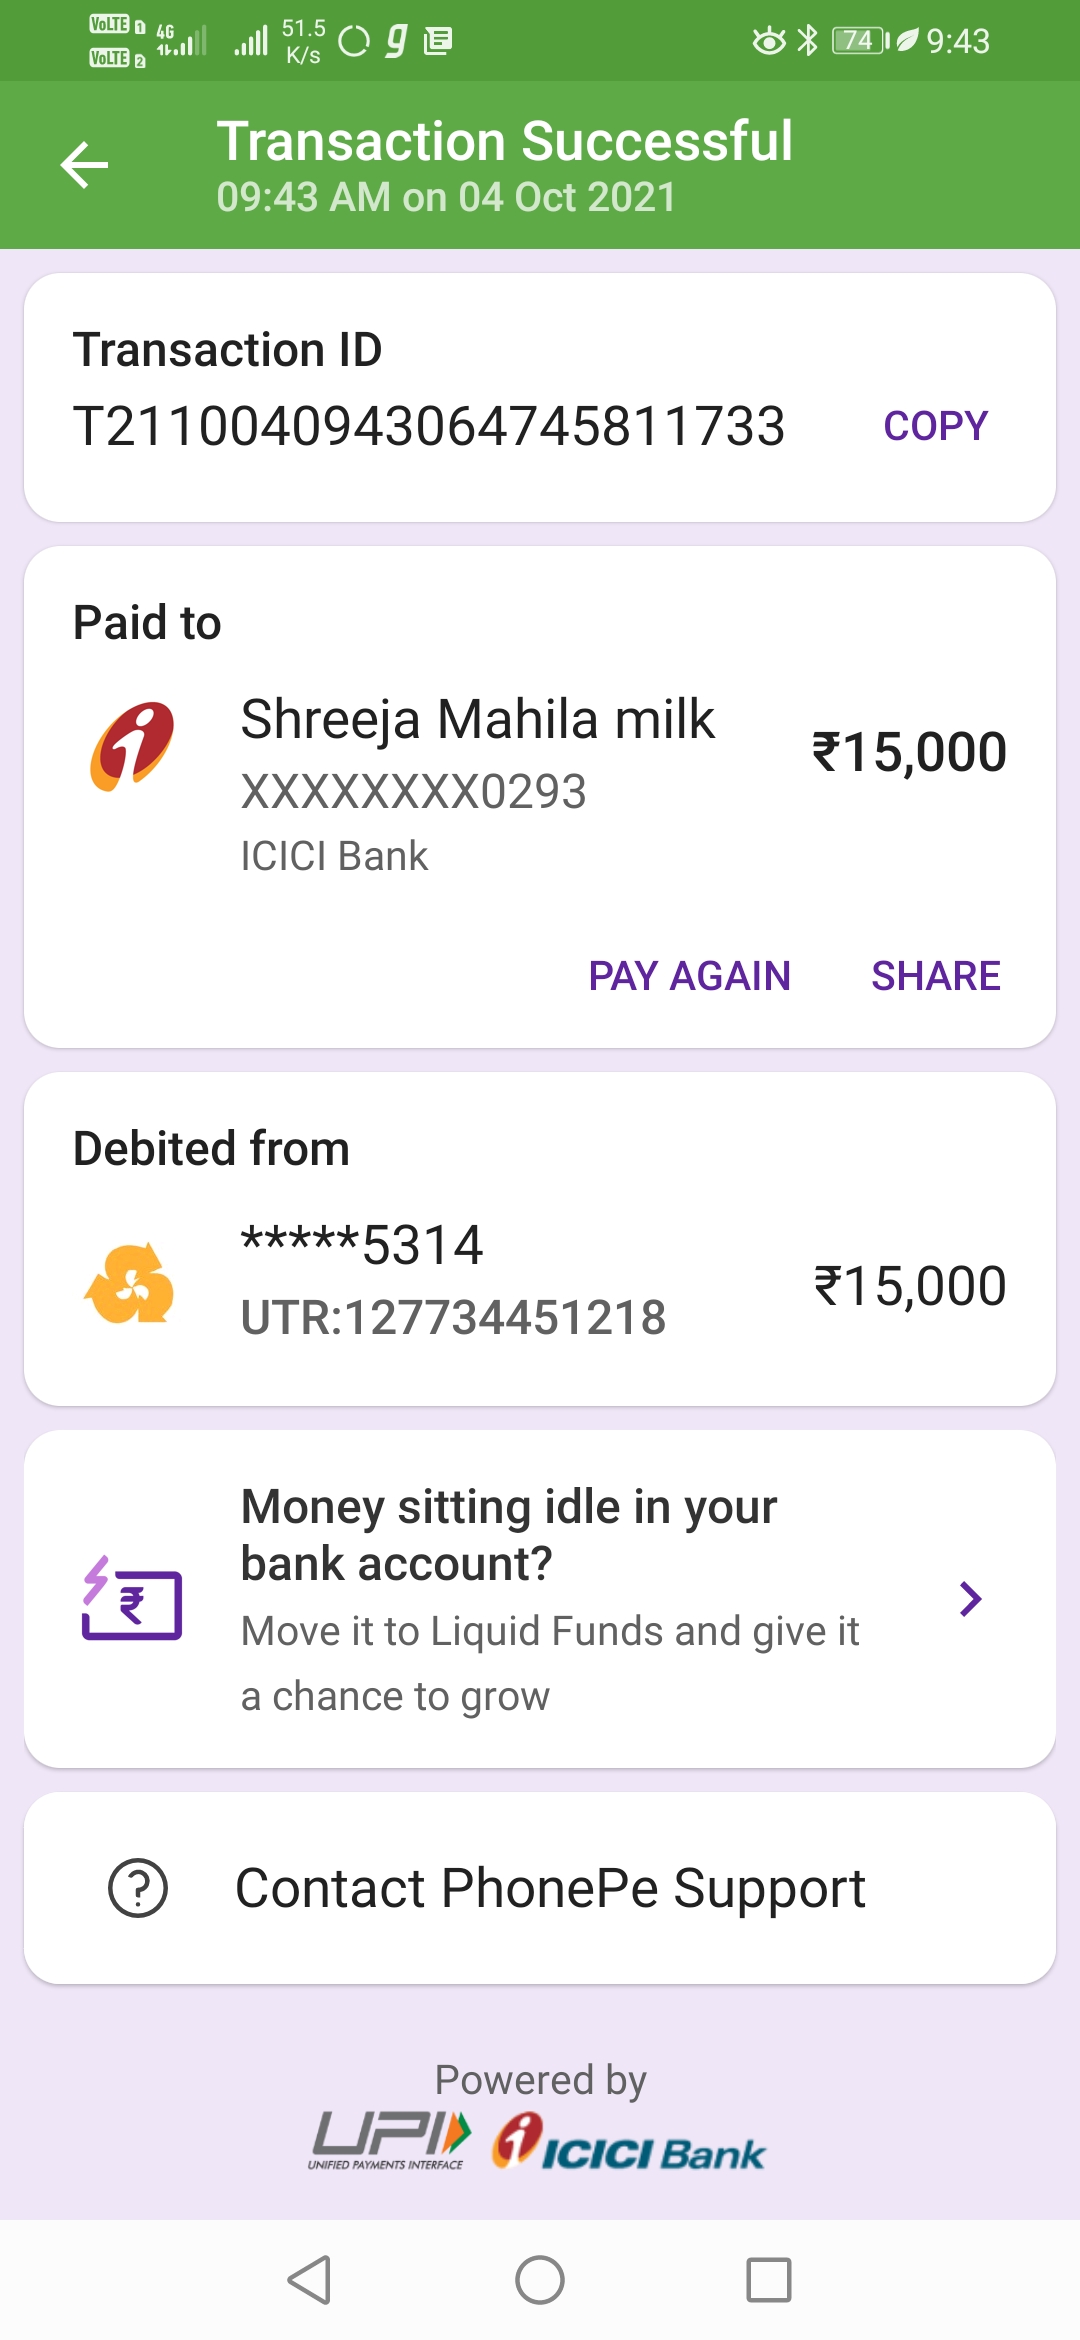 VoLTE 1 4G 51.5 g 74 9:43
VoLTE 2 K/s
Transaction Successful
09:43 AM on 04 Oct 2021
Transaction ID
T2110040943064745811733 COPY
Paid to
Shreeja Mahila milk ₹15,000
XXXXXXXX0293
ICICI Bank
PAY AGAIN SHARE
Debited from
*****5314 ₹15,000
UTR:127734451218
Money sitting idle in your
bank account?
Move it to Liquid Funds and give it
a chance to grow
Contact PhonePe Support
Powered by
UPI ICICI Bank
UNIFIED PAYMENTS INTERFACE